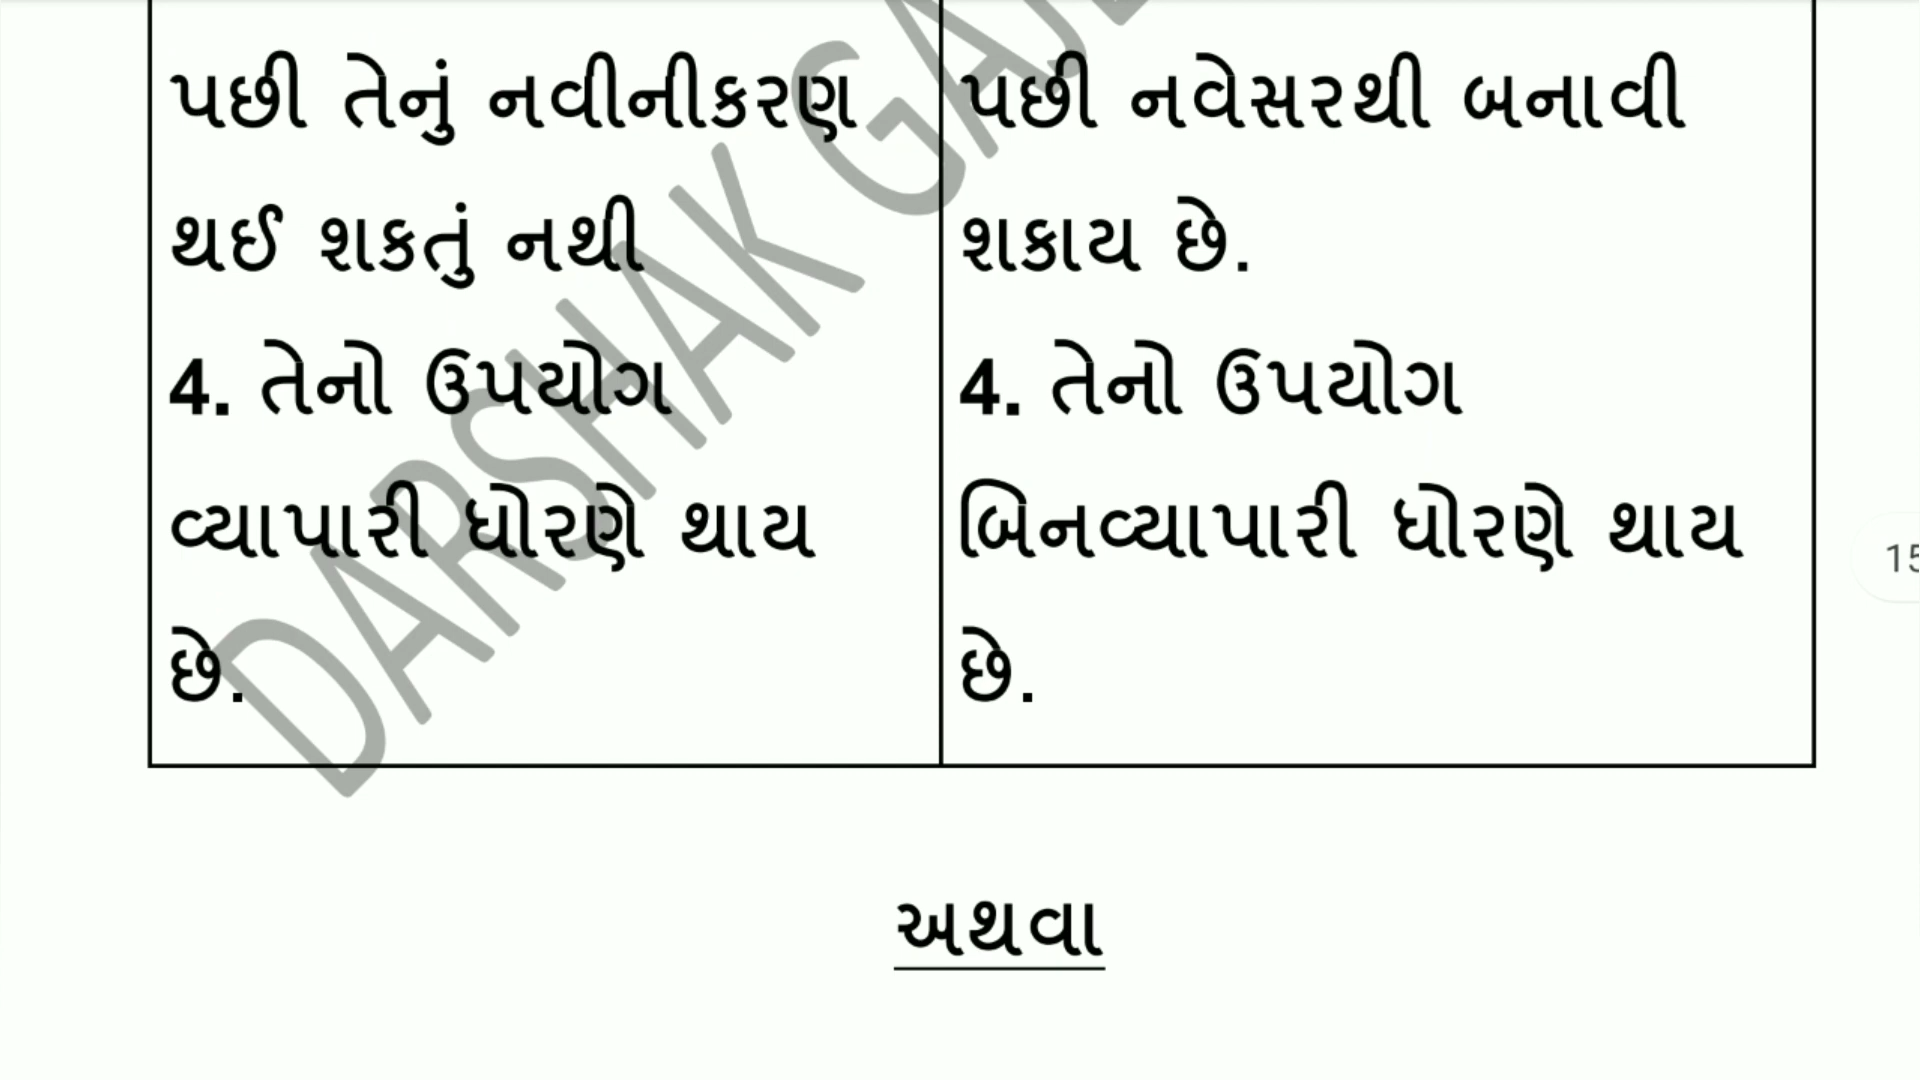 પછી તેનું નવીનીકરણ
થઈ શકતું નથી
4. તેનો ઉપયોગ
વ્યાપારી ધોરણે થાય
છે.
પછી નવેસરથી બનાવી
શકાય છે.
4. તેનો ઉપયોગ
બિનવ્યાપારી ધોરણે થાય
છે.
અથવા
DARSHAK
15